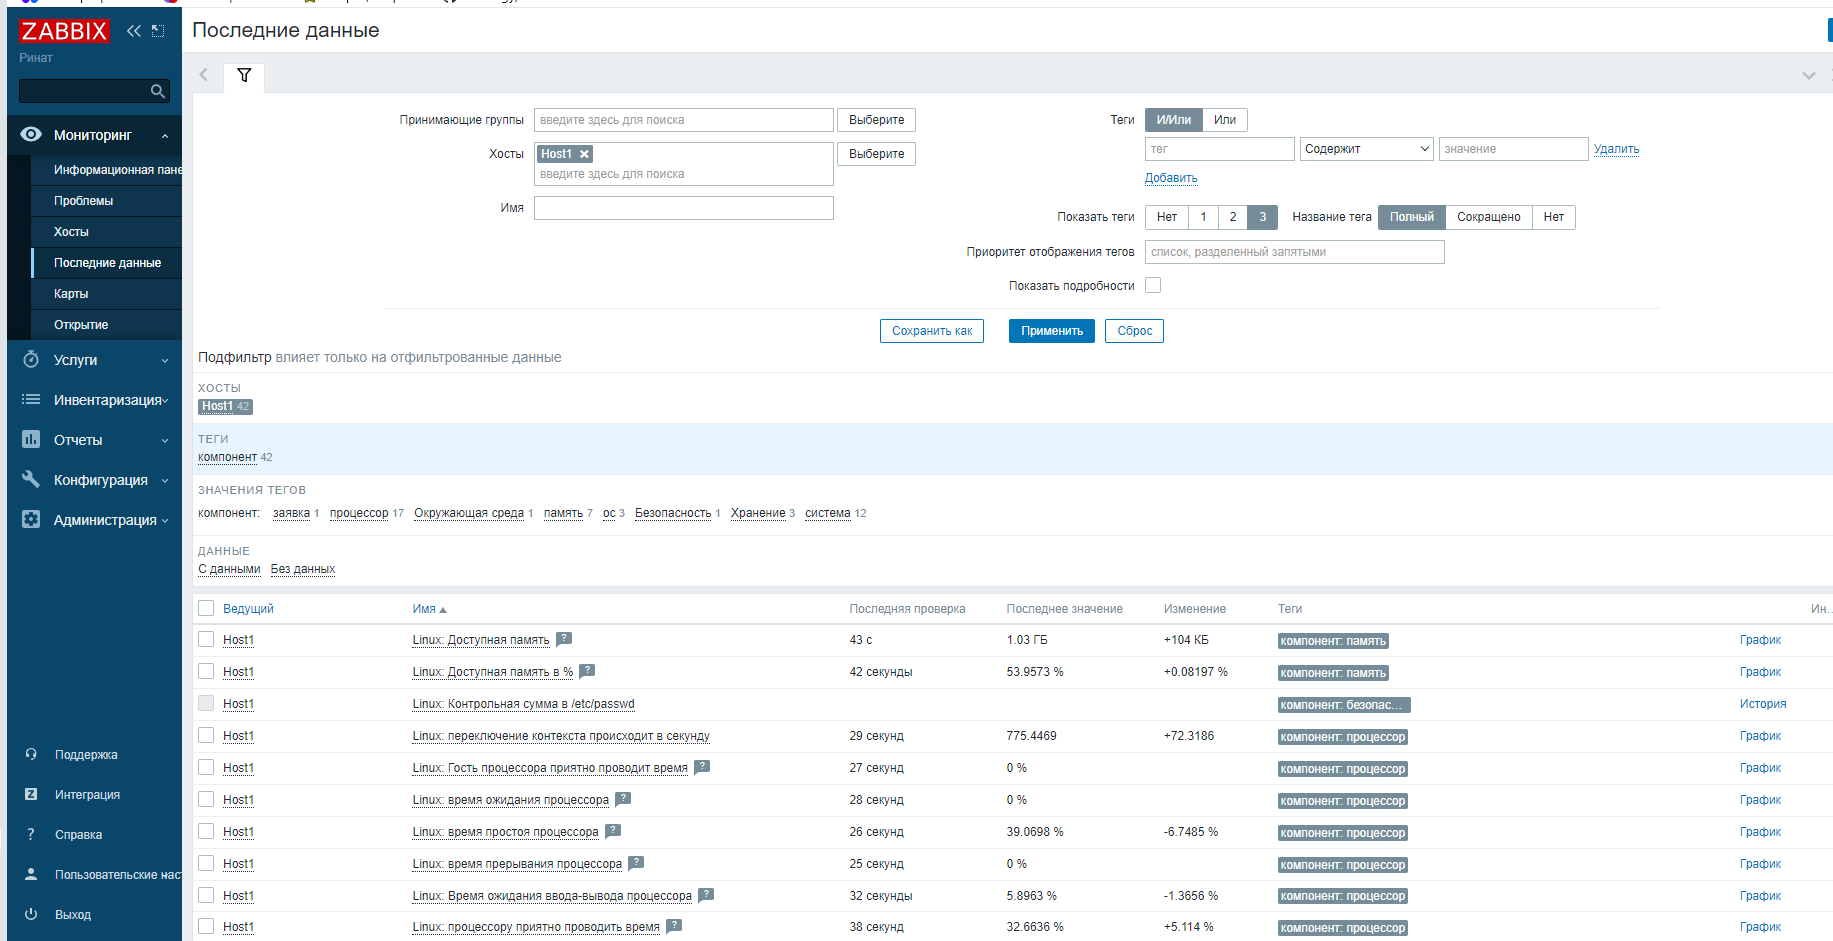 ZABBIX
Ринат
Мониторинг
Информационная пане
Проблемы
Хосты
Последние данные
Карты
Открытие
Услуги
Инвентаризация
Отчеты
Конфигурация
Администрация
Поддержка
Интеграция
Справка
Пользовательские наст
Выход
Последние данные
Принимающие группы введите здесь для поиска Выберите
Хосты Host1 Выберите
введите здесь для поиска
Имя
Теги И/Или Или
тег Содержит значение Удалить
Добавить
Показать теги Нет 1 2 3 Название тега Полный Сокращено Нет
Приоритет отображения тегов список, разделенный запятыми
Показать подробности
Сохранить как Применить Сброс
Подфильтр влияет только на отфильтрованные данные
ХОСТЫ
Host1 42
ТЕГИ
компонент 42
ЗНАЧЕНИЯ ТЕГОВ
компонент: заявка 1 процессор 17 Окружающая среда 1 память 7 ос 3 Безопасность 1 Хранение 3 система 12
ДАННЫЕ
С данными Без данных
Ведущий Имя Последняя проверка Последнее значение Изменение Теги Ин...
Host1 Linux: Доступная память ? 43 с 1.03 ГБ +104 КБ компонент: память График
Host1 Linux: Доступная память в % ? 42 секунды 53.9573 % +0.08197 % компонент: память График
Host1 Linux: Контрольная сумма в /etc/passwd компонент: безопас... История
Host1 Linux: переключение контекста происходит в секунду 29 секунд 775.4469 +72.3186 компонент: процессор График
Host1 Linux: Гость процессора приятно проводит время ? 27 секунд 0 % компонент: процессор График
Host1 Linux: время ожидания процессора ? 28 секунд 0 % компонент: процессор График
Host1 Linux: время простоя процессора ? 26 секунд 39.0698 % -6.7485 % компонент: процессор График
Host1 Linux: время прерывания процессора ? 25 секунд 0 % компонент: процессор График
Host1 Linux: Время ожидания ввода-вывода процессора ? 32 секунды 5.8963 % -1.3656 % компонент: процессор График
Host1 Linux: процессору приятно проводить время ? 38 секунд 32.6636 % +5.114 % компонент: процессор График